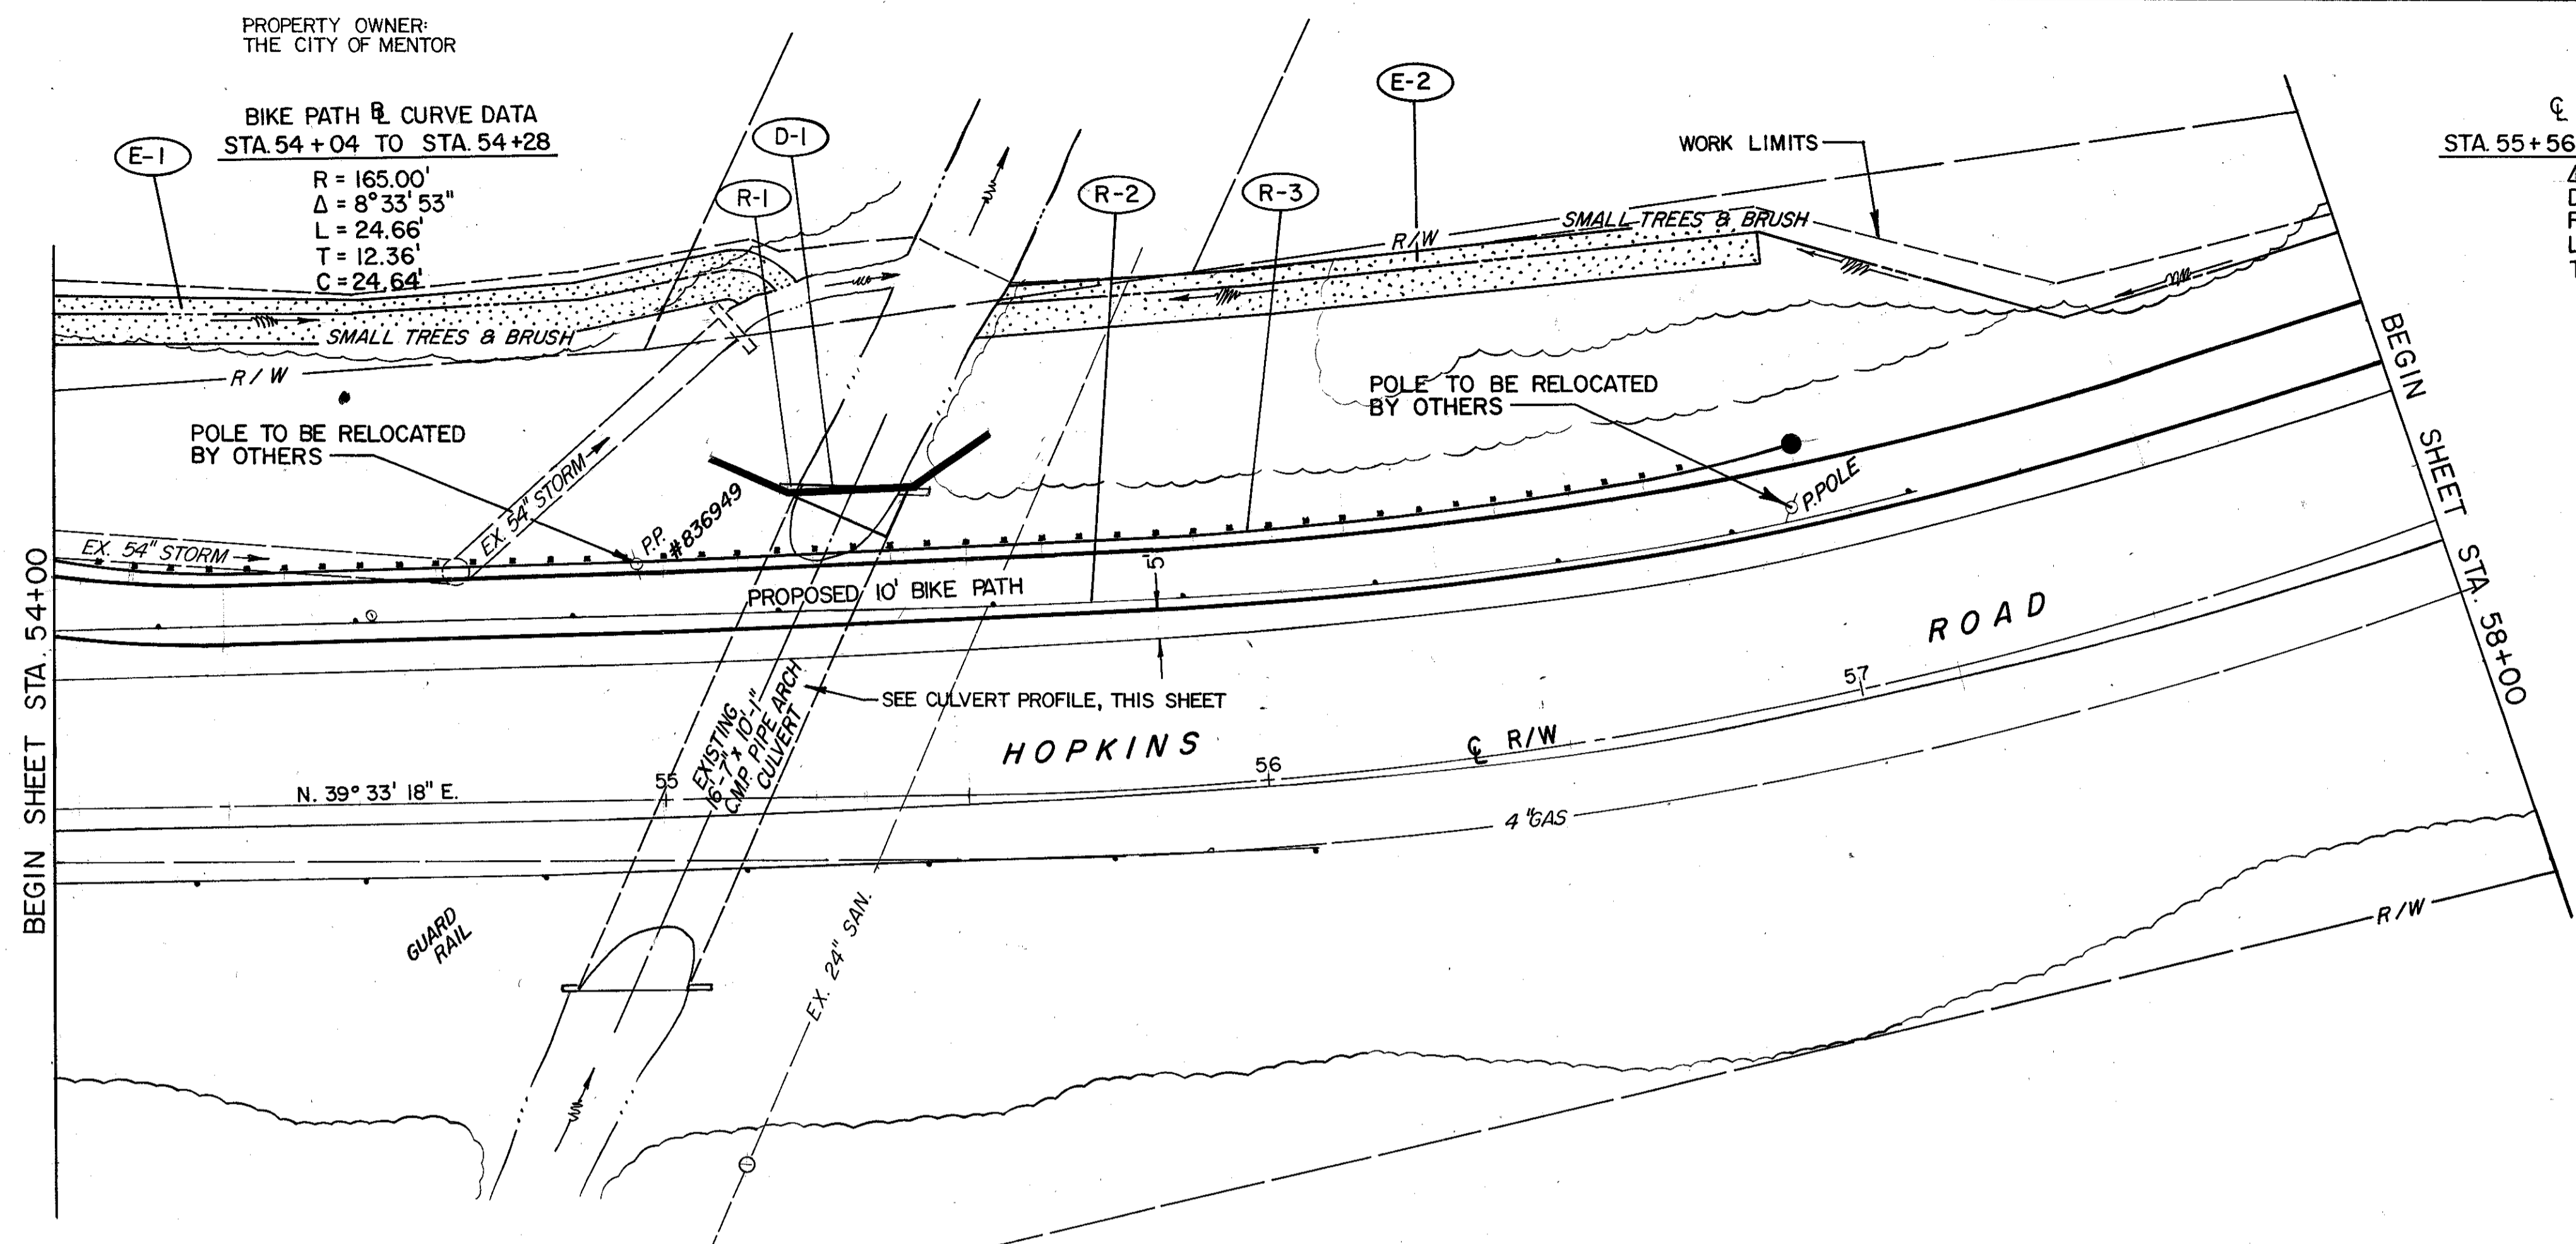 PROPERTY OWNER:
THE CITY OF MENTOR
BIKE PATH ℄ CURVE DATA
STA. 54 + 04 TO STA. 54+28
R = 165.00'
Δ = 8° 33' 53"
L = 24.66'
T = 12.36'
C = 24.64'
E-1
D-1
R-1
R-2
R-3
E-2
WORK LIMITS
℄
STA. 55+56
SMALL TREES & BRUSH
R/W
SMALL TREES & BRUSH
R/W
POLE TO BE RELOCATED
BY OTHERS
POLE TO BE RELOCATED
BY OTHERS
EX. 54" STORM
EX. 54" STORM
P.P.
#836949
P.POLE
PROPOSED 10' BIKE PATH
5'
SEE CULVERT PROFILE, THIS SHEET
EXISTING
16'-7" x 10'-1"
C.M.P. PIPE ARCH
CULVERT
HOPKINS
ROAD
N. 39° 33' 18" E.
55
56
57
℄ R/W
4" GAS
GUARD
RAIL
EX. 24" SAN.
R/W
BEGIN SHEET STA. 54+00
BEGIN SHEET STA. 58+00